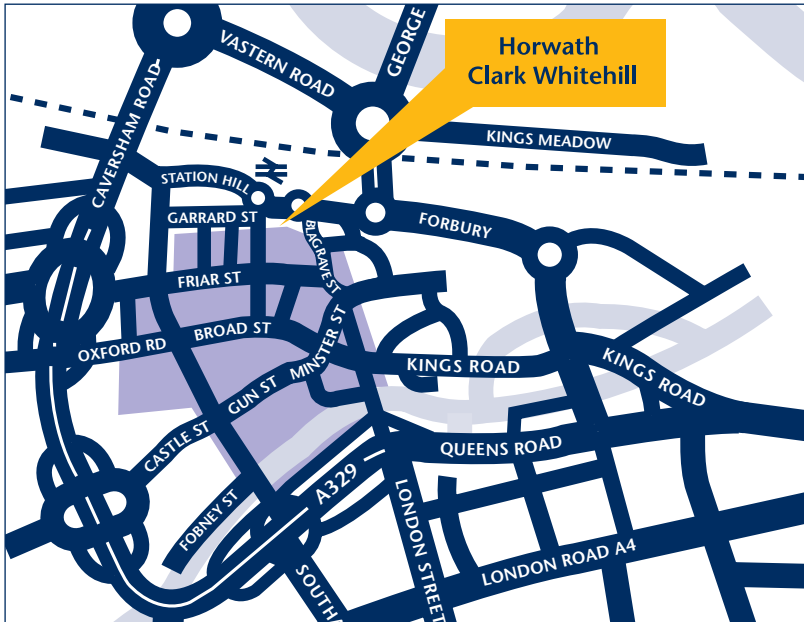 Horwath
Clark Whitehill
VASTERN ROAD
GEORGE
CAVERSHAM ROAD
KINGS MEADOW
STATION HILL
GARRARD ST
FORBURY
BLAGRAVE ST
FRIAR ST
BROAD ST
OXFORD RD
MINSTER ST
KINGS ROAD
KINGS ROAD
GUN ST
CASTLE ST
QUEENS ROAD
FOBNEY ST
A329
LONDON STREET
LONDON ROAD A4
SOUTH